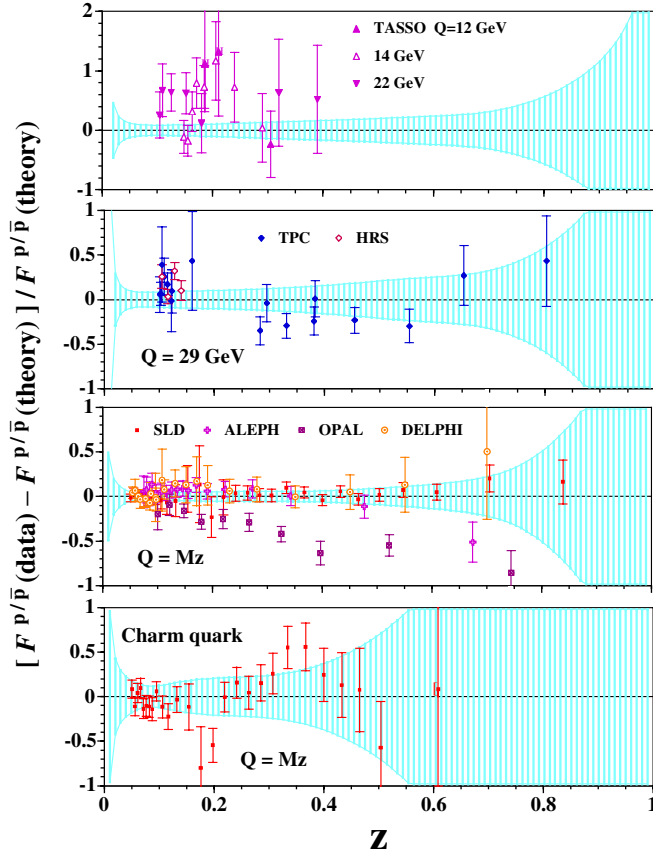 [ F p/p̅ (data) − F p/p̅ (theory) ] / F p/p̅ (theory)
2
1
0
-1
TASSO Q=12 GeV
14 GeV
22 GeV
1
0.5
0
-0.5
-1
TPC HRS
Q = 29 GeV
1
0.5
0
-0.5
-1
SLD ALEPH OPAL DELPHI
Q = Mz
1
0.5
0
-0.5
-1
Charm quark
Q = Mz
0 0.2 0.4 0.6 0.8 1
z